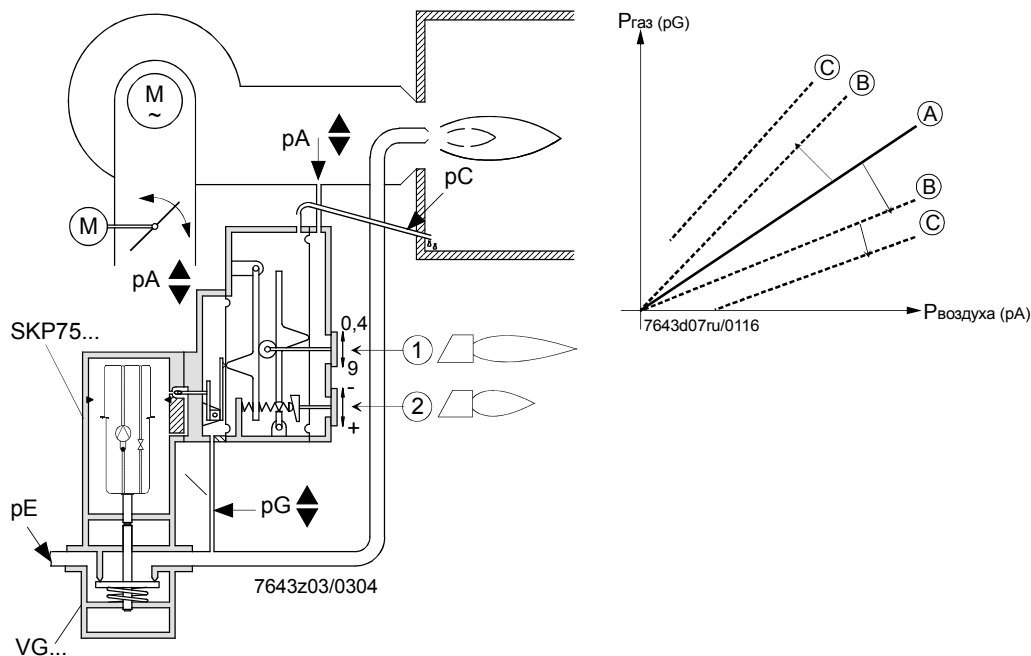 M
~
pA
pC
M
pA
SKP75...
0,4
1
9
-
2
+
pE
pG
7643z03/0304
VG...
Pгаз (pG)
C
B
A
B
C
7643d07ru/0116
Pвоздуха (pA)